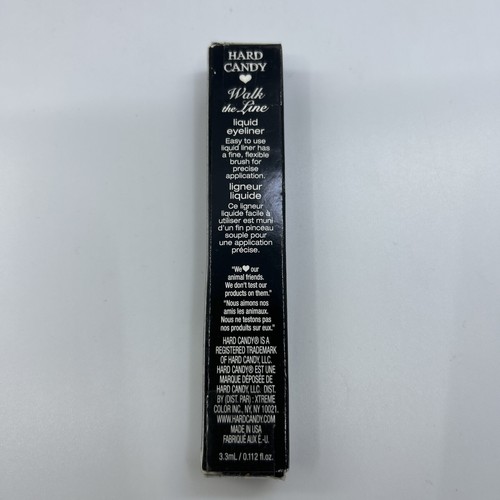 HARD
CANDY
Walk
the Line
liquid
eyeliner
Easy to use
liquid liner has
a fine, flexible
brush for
precise
application.
ligneur
liquide
Ce ligneur
liquide facile à
utiliser est muni
d'un fin pinceau
souple pour
une application
précise.
"We ♥ our
animal friends.
We don't test our
products on them."
"Nous aimons nos
amis les animaux.
Nous ne testons pas
nos produits sur eux."
HARD CANDY® IS A
REGISTERED TRADEMARK
OF HARD CANDY, LLC.
HARD CANDY® EST UNE
MARQUE DÉPOSÉE DE
HARD CANDY, LLC. DIST.
BY (DIST. PAR) : XTREME
COLOR INC., NY, NY 10021.
WWW.HARDCANDY.COM
MADE IN USA
FABRIQUÉ AUX É.-U.
3.3mL / 0.112 fl.oz.